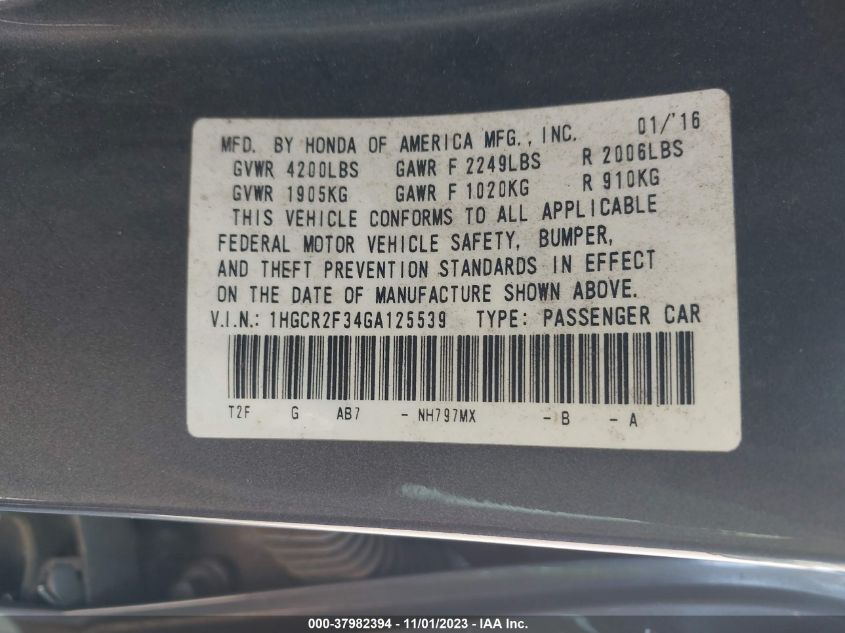 MFD. BY HONDA OF AMERICA MFG., INC. 01/'16
GVWR 4200LBS GAWR F 2249LBS R 2006LBS
GVWR 1905KG GAWR F 1020KG R 910KG
THIS VEHICLE CONFORMS TO ALL APPLICABLE
FEDERAL MOTOR VEHICLE SAFETY, BUMPER,
AND THEFT PREVENTION STANDARDS IN EFFECT
ON THE DATE OF MANUFACTURE SHOWN ABOVE.
V.I.N.: 1HGCR2F34GA125539 TYPE: PASSENGER CAR
T2F G AB7 - NH797MX - B - A
000-37982394 - 11/01/2023 - IAA Inc.